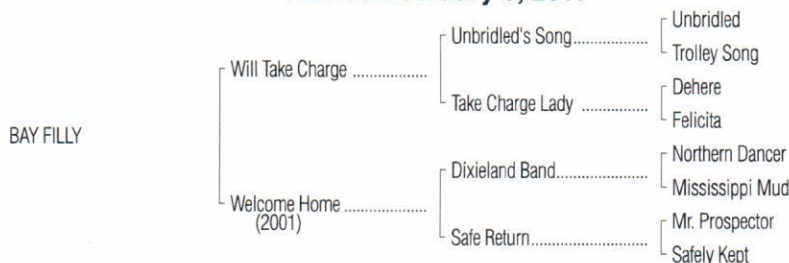 January
Unbridled
Unbridled's Song....................
Trolley Song
Will Take Charge .....................
Dehere
Take Charge Lady .................
Felicita
BAY FILLY
Northern Dancer
Dixieland Band........................
Mississippi Mud
Welcome Home .....................
(2001)
Mr. Prospector
Safe Return..............................
Safely Kept